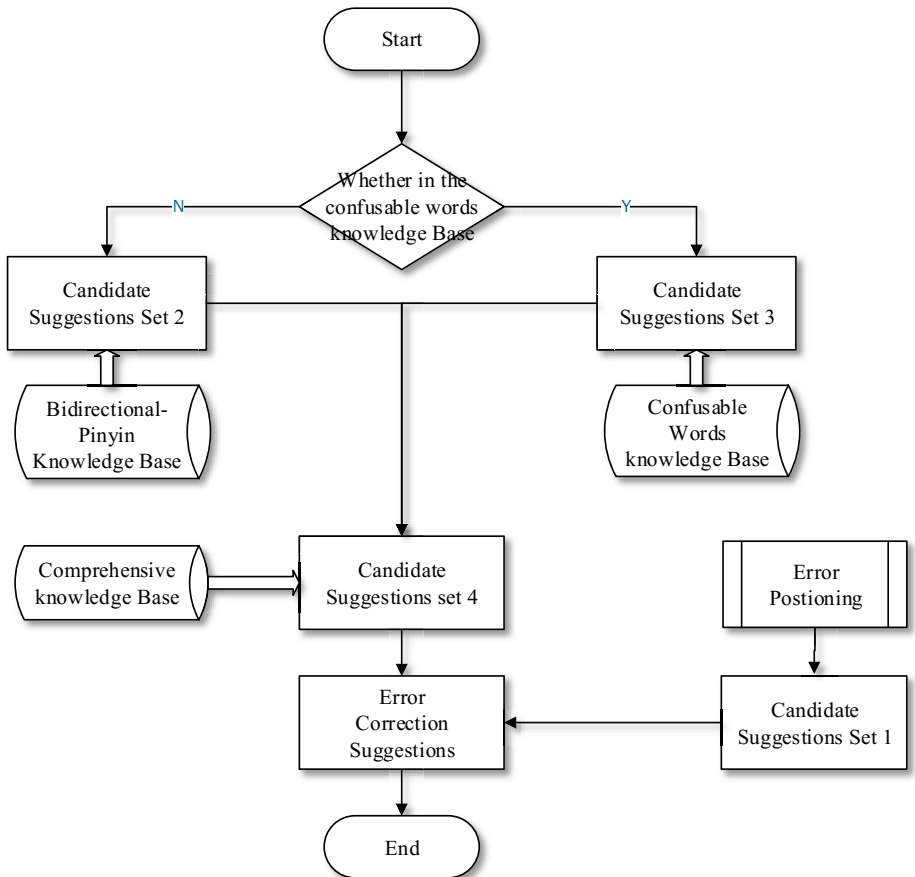 Start
Whether in the
confusable words
knowledge Base
N
Y
Candidate
Suggestions Set 2
Candidate
Suggestions Set 3
Bidirectional-
Pinyin
Knowledge Base
Confusable
Words
knowledge Base
Comprehensive
knowledge Base
Candidate
Suggestions set 4
Error
Postioning
Error
Correction
Suggestions
Candidate
Suggestions Set 1
End